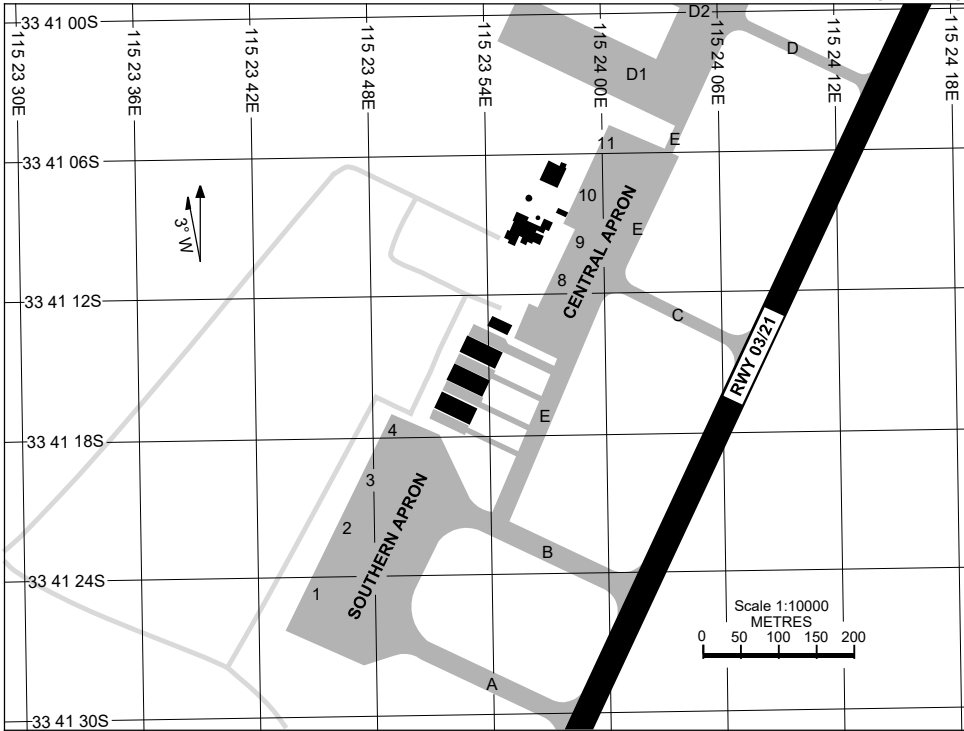 33 41 00S
115 23 30E
115 23 36E
115 23 42E
115 23 48E
115 23 54E
115 24 00E
115 24 06E
115 24 12E
115 24 18E
D2
D
D1
E
11
33 41 06S
10
3° W
9
E
CENTRAL APRON
8
33 41 12S
C
RWY 03/21
E
4
33 41 18S
3
SOUTHERN APRON
2
B
33 41 24S
1
Scale 1:10000
METRES
0 50 100 150 200
A
33 41 30S